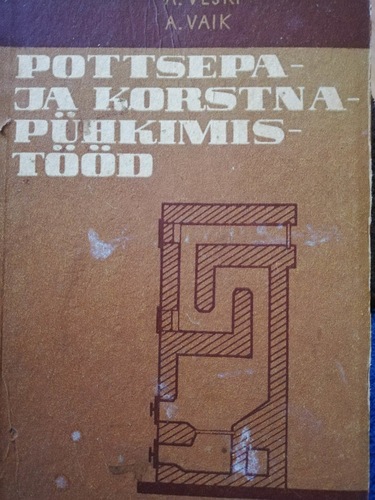 A. VESKI
A. VAIK
POTTSEPA-
JA KORSTNA-
PÜHKIMIS-
TÖÖD